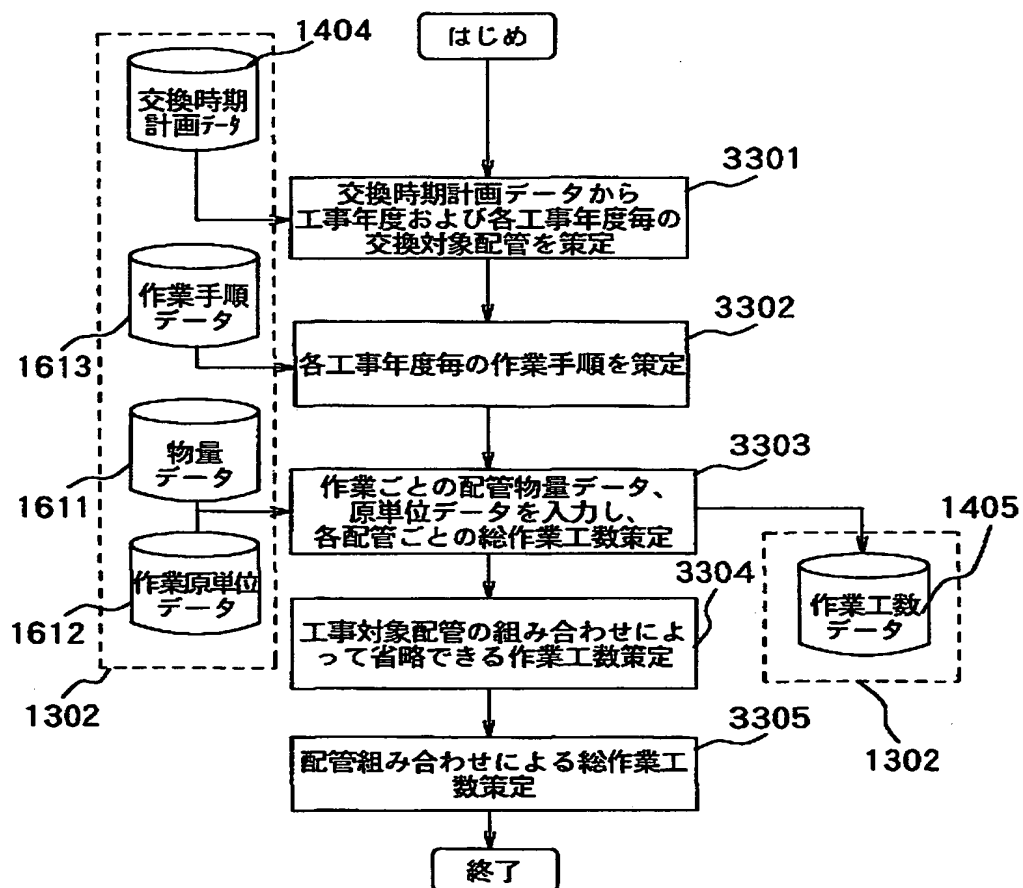 はじめ
1404
交換時期
計画データ
3301
交換時期計画データから
工事年度および各工事年度毎の
交換対象配管を策定
作業手順
データ
1613
3302
各工事年度毎の作業手順を策定
物量
データ
1611
3303
作業ごとの配管物量データ、
原単位データを入力し、
各配管ごとの総作業工数策定
作業原単位
データ
1612
1302
1405
作業工数
データ
1302
3304
工事対象配管の組み合わせによ
って省略できる作業工数策定
3305
配管組み合わせによる総作業工
数策定
終了